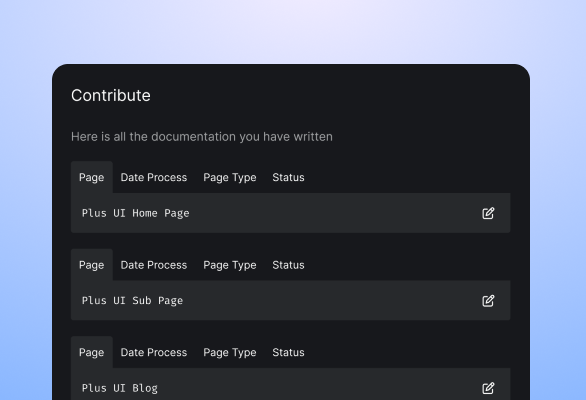 Contribute
Here is all the documentation you have written
Page Date Process Page Type Status
Plus UI Home Page
Page Date Process Page Type Status
Plus UI Sub Page
Page Date Process Page Type Status
Plus UI Blog